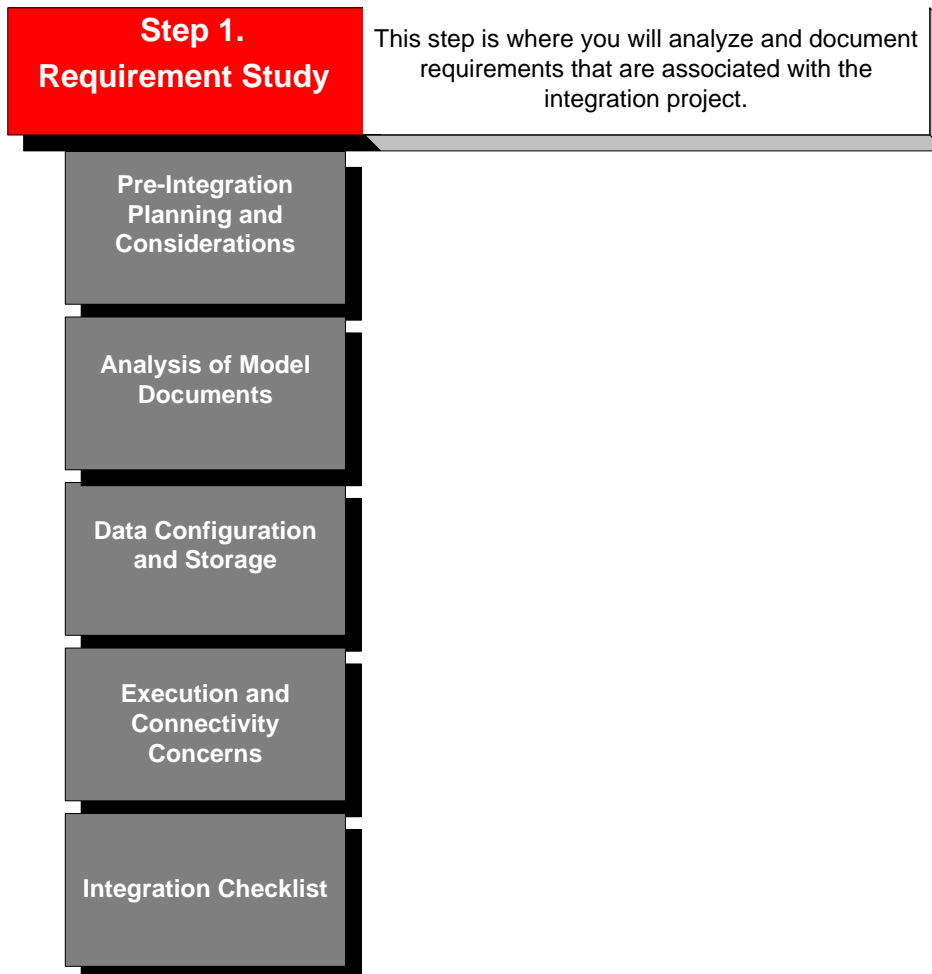 Step 1.
Requirement Study
This step is where you will analyze and document
requirements that are associated with the
integration project.
Pre-Integration
Planning and
Considerations
Analysis of Model
Documents
Data Configuration
and Storage
Execution and
Connectivity
Concerns
Integration Checklist